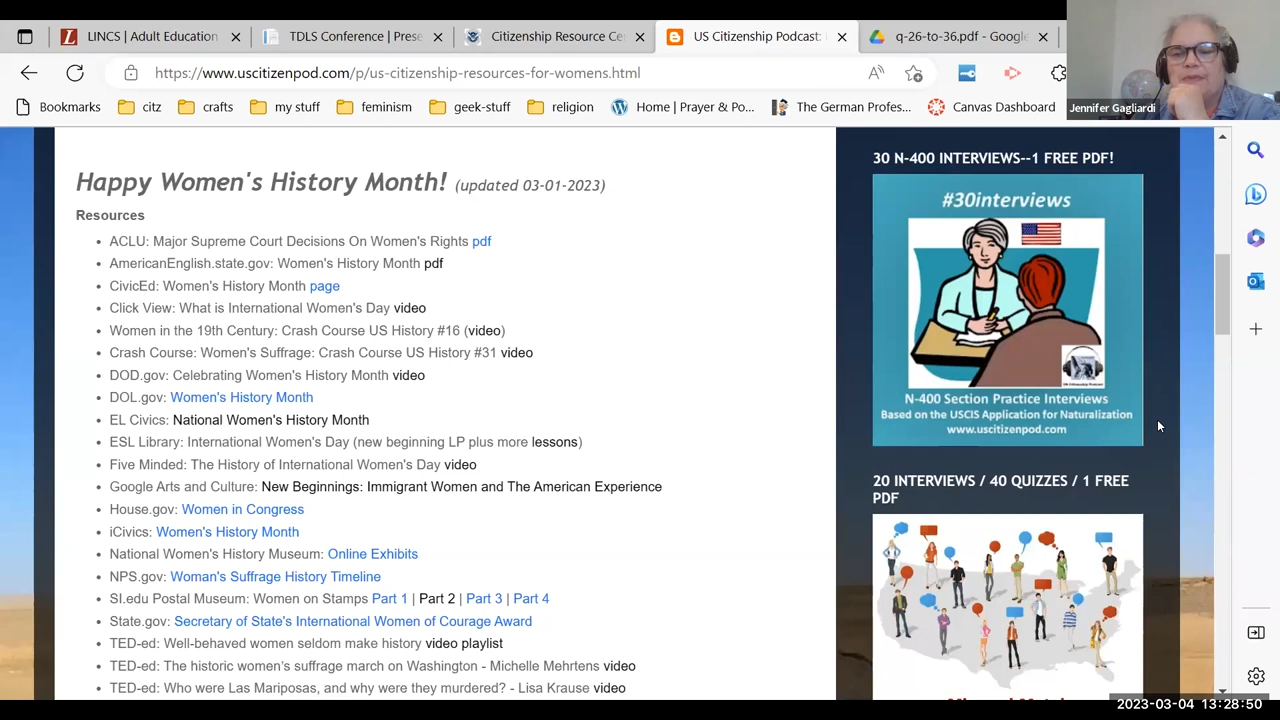 LINCS | Adult Education
TDLS Conference | Prese
Citizenship Resource Ce
US Citizenship Podcast:
q-26-to-36.pdf - Google
https://www.uscitizenpod.com/p/us-citizenship-resources-for-womens.html
Bookmarks
citz
crafts
my stuff
feminism
geek-stuff
religion
Home | Prayer & Po...
The German Profes...
Canvas Dashboard
Jennifer Gagliardi
Happy Women's History Month! (updated 03-01-2023)
Resources
ACLU: Major Supreme Court Decisions On Women's Rights pdf
AmericanEnglish.state.gov: Women's History Month pdf
CivicEd: Women's History Month page
Click View: What is International Women's Day video
Women in the 19th Century: Crash Course US History #16 (video)
Crash Course: Women's Suffrage: Crash Course US History #31 video
DOD.gov: Celebrating Women's History Month video
DOL.gov: Women's History Month
EL Civics: National Women's History Month
ESL Library: International Women's Day (new beginning LP plus more lessons)
Five Minded: The History of International Women's Day video
Google Arts and Culture: New Beginnings: Immigrant Women and The American Experience
House.gov: Women in Congress
iCivics: Women's History Month
National Women's History Museum: Online Exhibits
NPS.gov: Woman's Suffrage History Timeline
SI.edu Postal Museum: Women on Stamps Part 1 | Part 2 | Part 3 | Part 4
State.gov: Secretary of State's International Women of Courage Award
TED-ed: Well-behaved women seldom make history video playlist
TED-ed: The historic women's suffrage march on Washington - Michelle Mehrtens video
TED-ed: Who were Las Mariposas, and why were they murdered? - Lisa Krause video
30 N-400 INTERVIEWS--1 FREE PDF!
#30interviews
N-400 Section Practice Interviews
Based on the USCIS Application for Naturalization
www.uscitizenpod.com
20 INTERVIEWS / 40 QUIZZES / 1 FREE
PDF
2023-03-04 13:28:50